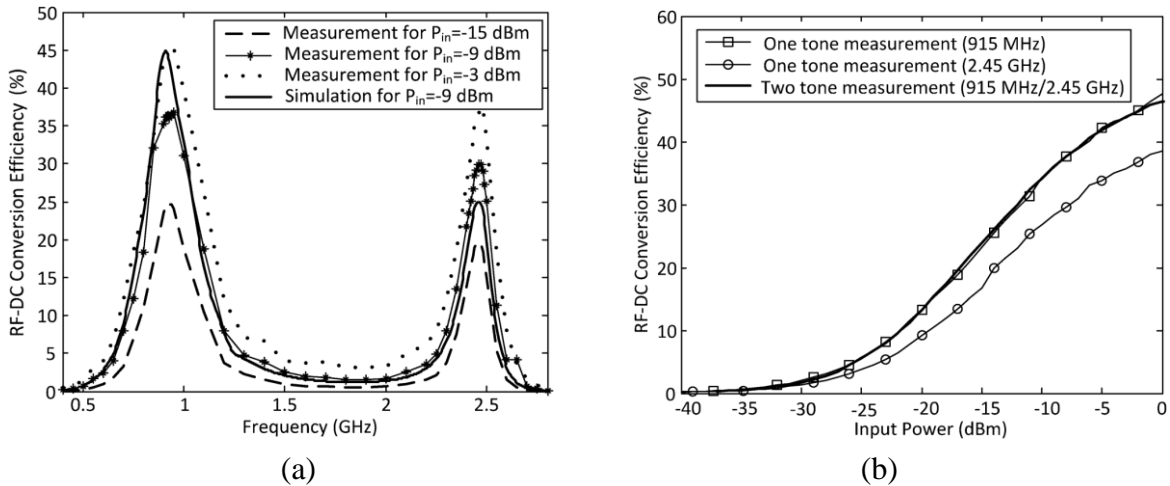 50
45
40
35
30
25
20
15
10
5
0
RF-DC Conversion Efficiency (%)
Measurement for Pin=-15 dBm
Measurement for Pin=-9 dBm
Measurement for Pin=-3 dBm
Simulation for Pin=-9 dBm
0.5 1 1.5 2 2.5
Frequency (GHz)
(a)
60
50
40
30
20
10
0
RF-DC Conversion Efficiency (%)
One tone measurement (915 MHz)
One tone measurement (2.45 GHz)
Two tone measurement (915 MHz/2.45 GHz)
-40 -35 -30 -25 -20 -15 -10 -5 0
Input Power (dBm)
(b)